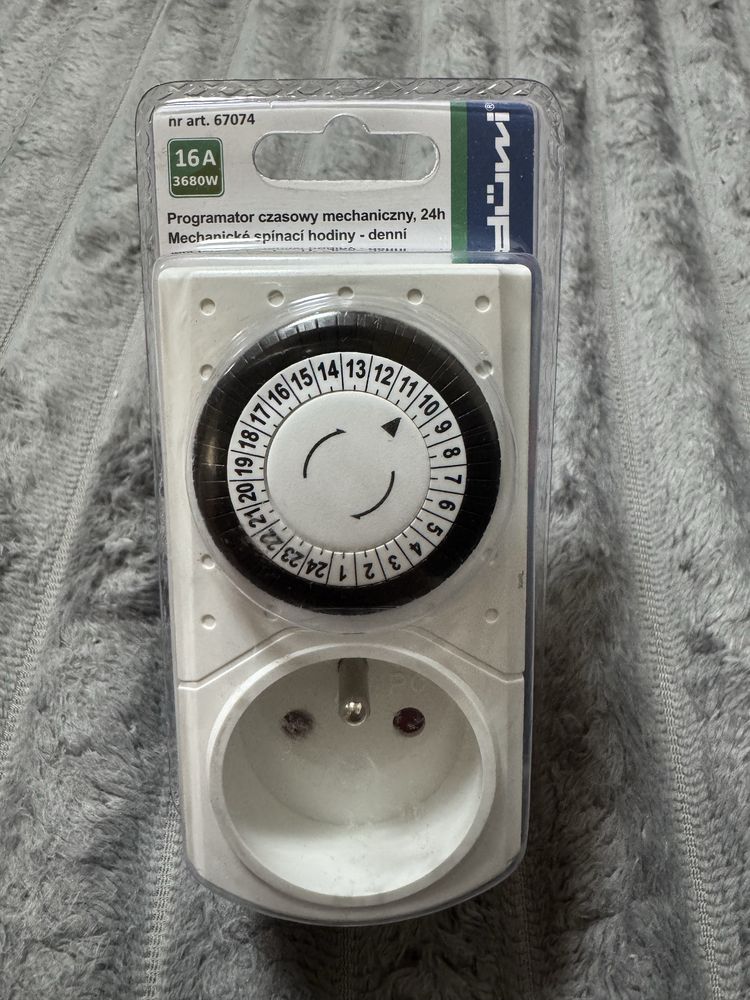 nr art. 67074
16A
3680W
Programator czasowy mechaniczny, 24h
Mechanické spínací hodiny - denní
1 2 3 4 5 6 7 8 9 10 11 12 13 14 15 16 17 18 19 20 21 22 23 24